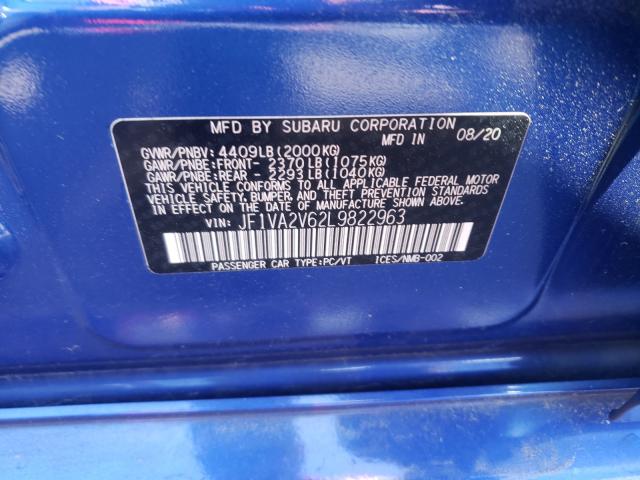 MFD BY SUBARU CORPORATION
MFD IN 08/20
GVWR/PNBV: 4409LB(2000KG)
GAWR/PNBE:FRONT- 2370LB(1075KG)
GAWR/PNBE:REAR - 2293LB(1040KG)
THIS VEHICLE CONFORMS TO ALL APPLICABLE FEDERAL MOTOR
VEHICLE SAFETY, BUMPER, AND THEFT PREVENTION STANDARDS
IN EFFECT ON THE DATE OF MANUFACTURE SHOWN ABOVE.
VIN: JF1VA2V62L9822963
PASSENGER CAR TYPE:PC/VT ICES/NMB-002